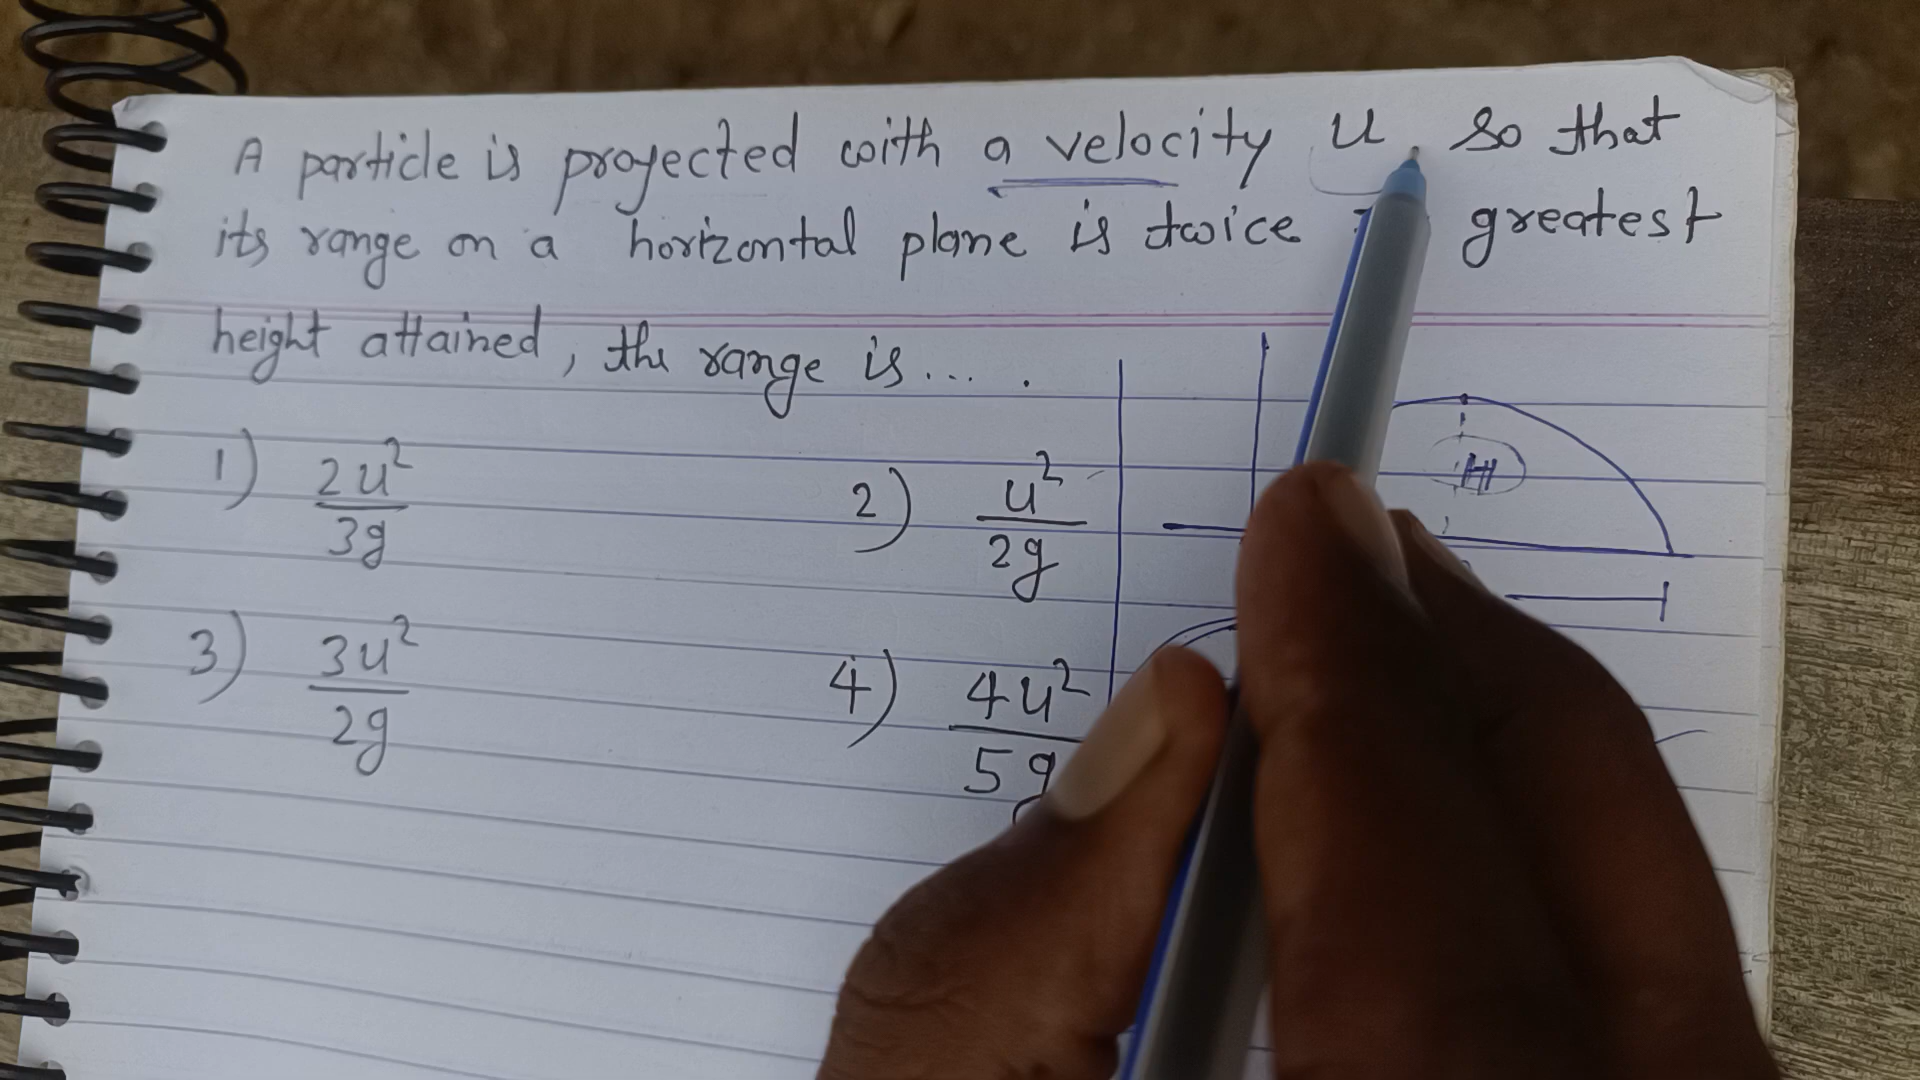 A particle is projected with a velocity u, so that
its range on a horizontal plane is twice greatest
height attained, the range is... .
1) 2u²/3g
2) u²/2g
3) 3u²/2g
4) 4u²/5g
H